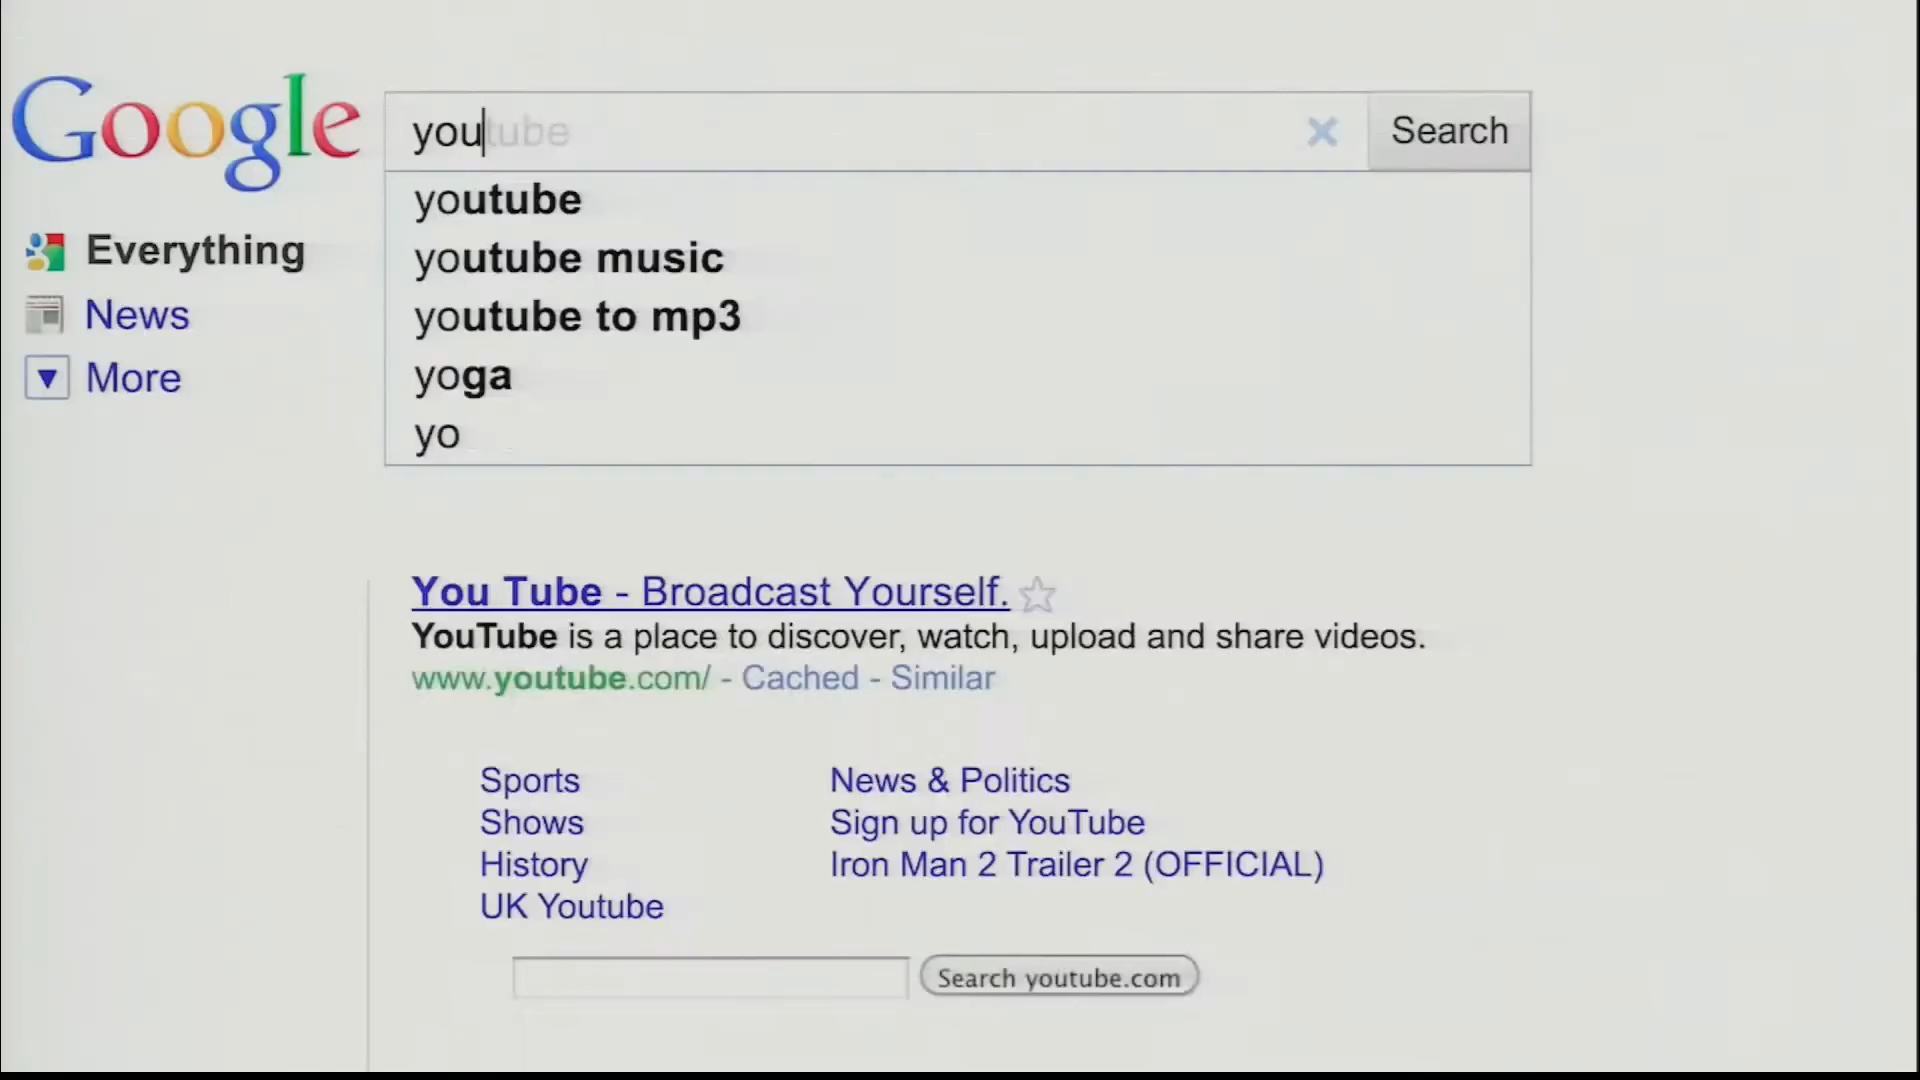 Google
youtube
Search
youtube
youtube music
youtube to mp3
yoga
yo
Everything
News
More
You Tube - Broadcast Yourself.
YouTube is a place to discover, watch, upload and share videos.
www.youtube.com/ - Cached - Similar
Sports
News & Politics
Shows
Sign up for YouTube
History
Iron Man 2 Trailer 2 (OFFICIAL)
UK Youtube
Search youtube.com